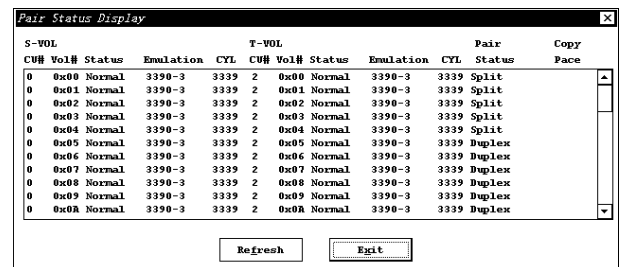 Pair Status Display
S-VOL T-VOL Pair Copy
CU# Vol# Status Emulation CYL CU# Vol# Status Emulation CYL Status Pace
0 0x00 Normal 3390-3 3339 2 0x00 Normal 3390-3 3339 Split
0 0x01 Normal 3390-3 3339 2 0x01 Normal 3390-3 3339 Split
0 0x02 Normal 3390-3 3339 2 0x02 Normal 3390-3 3339 Split
0 0x03 Normal 3390-3 3339 2 0x03 Normal 3390-3 3339 Split
0 0x04 Normal 3390-3 3339 2 0x04 Normal 3390-3 3339 Split
0 0x05 Normal 3390-3 3339 2 0x05 Normal 3390-3 3339 Duplex
0 0x06 Normal 3390-3 3339 2 0x06 Normal 3390-3 3339 Duplex
0 0x07 Normal 3390-3 3339 2 0x07 Normal 3390-3 3339 Duplex
0 0x08 Normal 3390-3 3339 2 0x08 Normal 3390-3 3339 Duplex
0 0x09 Normal 3390-3 3339 2 0x09 Normal 3390-3 3339 Duplex
0 0x0A Normal 3390-3 3339 2 0x0A Normal 3390-3 3339 Duplex
Refresh Exit